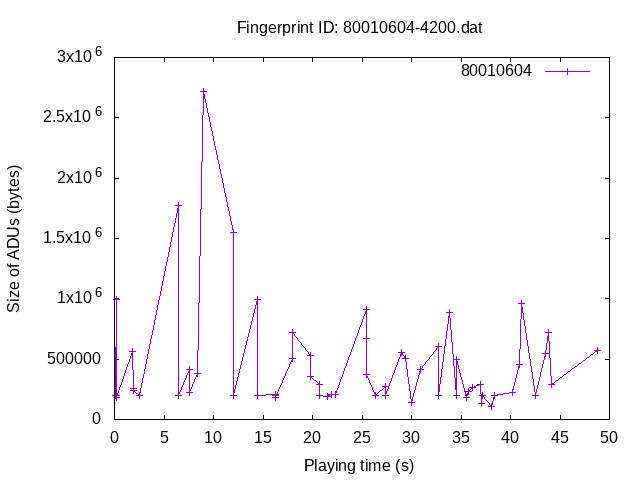 Fingerprint ID: 80010604-4200.dat
80010604
3x10^6
2.5x10^6
2x10^6
1.5x10^6
1x10^6
500000
0
Size of ADUs (bytes)
0 5 10 15 20 25 30 35 40 45 50
Playing time (s)